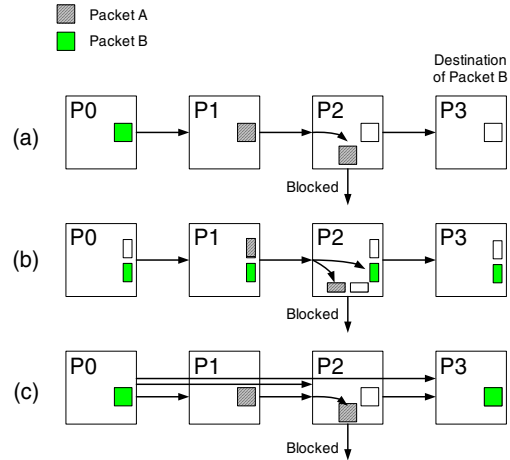 Packet A
Packet B
Destination
of Packet B
(a)
P0
P1
P2
P3
Blocked
(b)
P0
P1
P2
P3
Blocked
(c)
P0
P1
P2
P3
Blocked